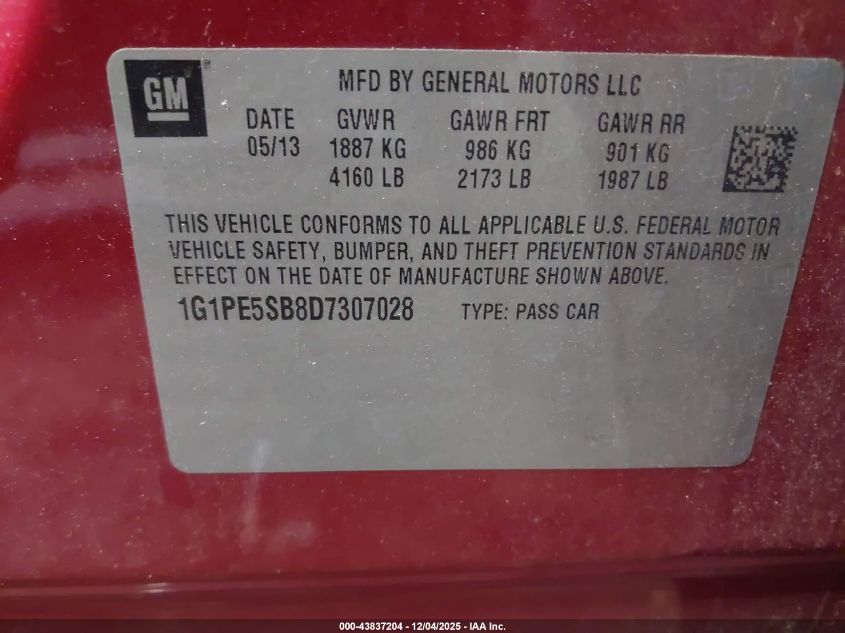 GM ® MFD BY GENERAL MOTORS LLC
DATE GVWR GAWR FRT GAWR RR
05/13 1887 KG 986 KG 901 KG
4160 LB 2173 LB 1987 LB
THIS VEHICLE CONFORMS TO ALL APPLICABLE U.S. FEDERAL MOTOR
VEHICLE SAFETY, BUMPER, AND THEFT PREVENTION STANDARDS IN
EFFECT ON THE DATE OF MANUFACTURE SHOWN ABOVE.
1G1PE5SB8D7307028 TYPE: PASS CAR
000-43837204 - 12/04/2025 - IAA Inc.